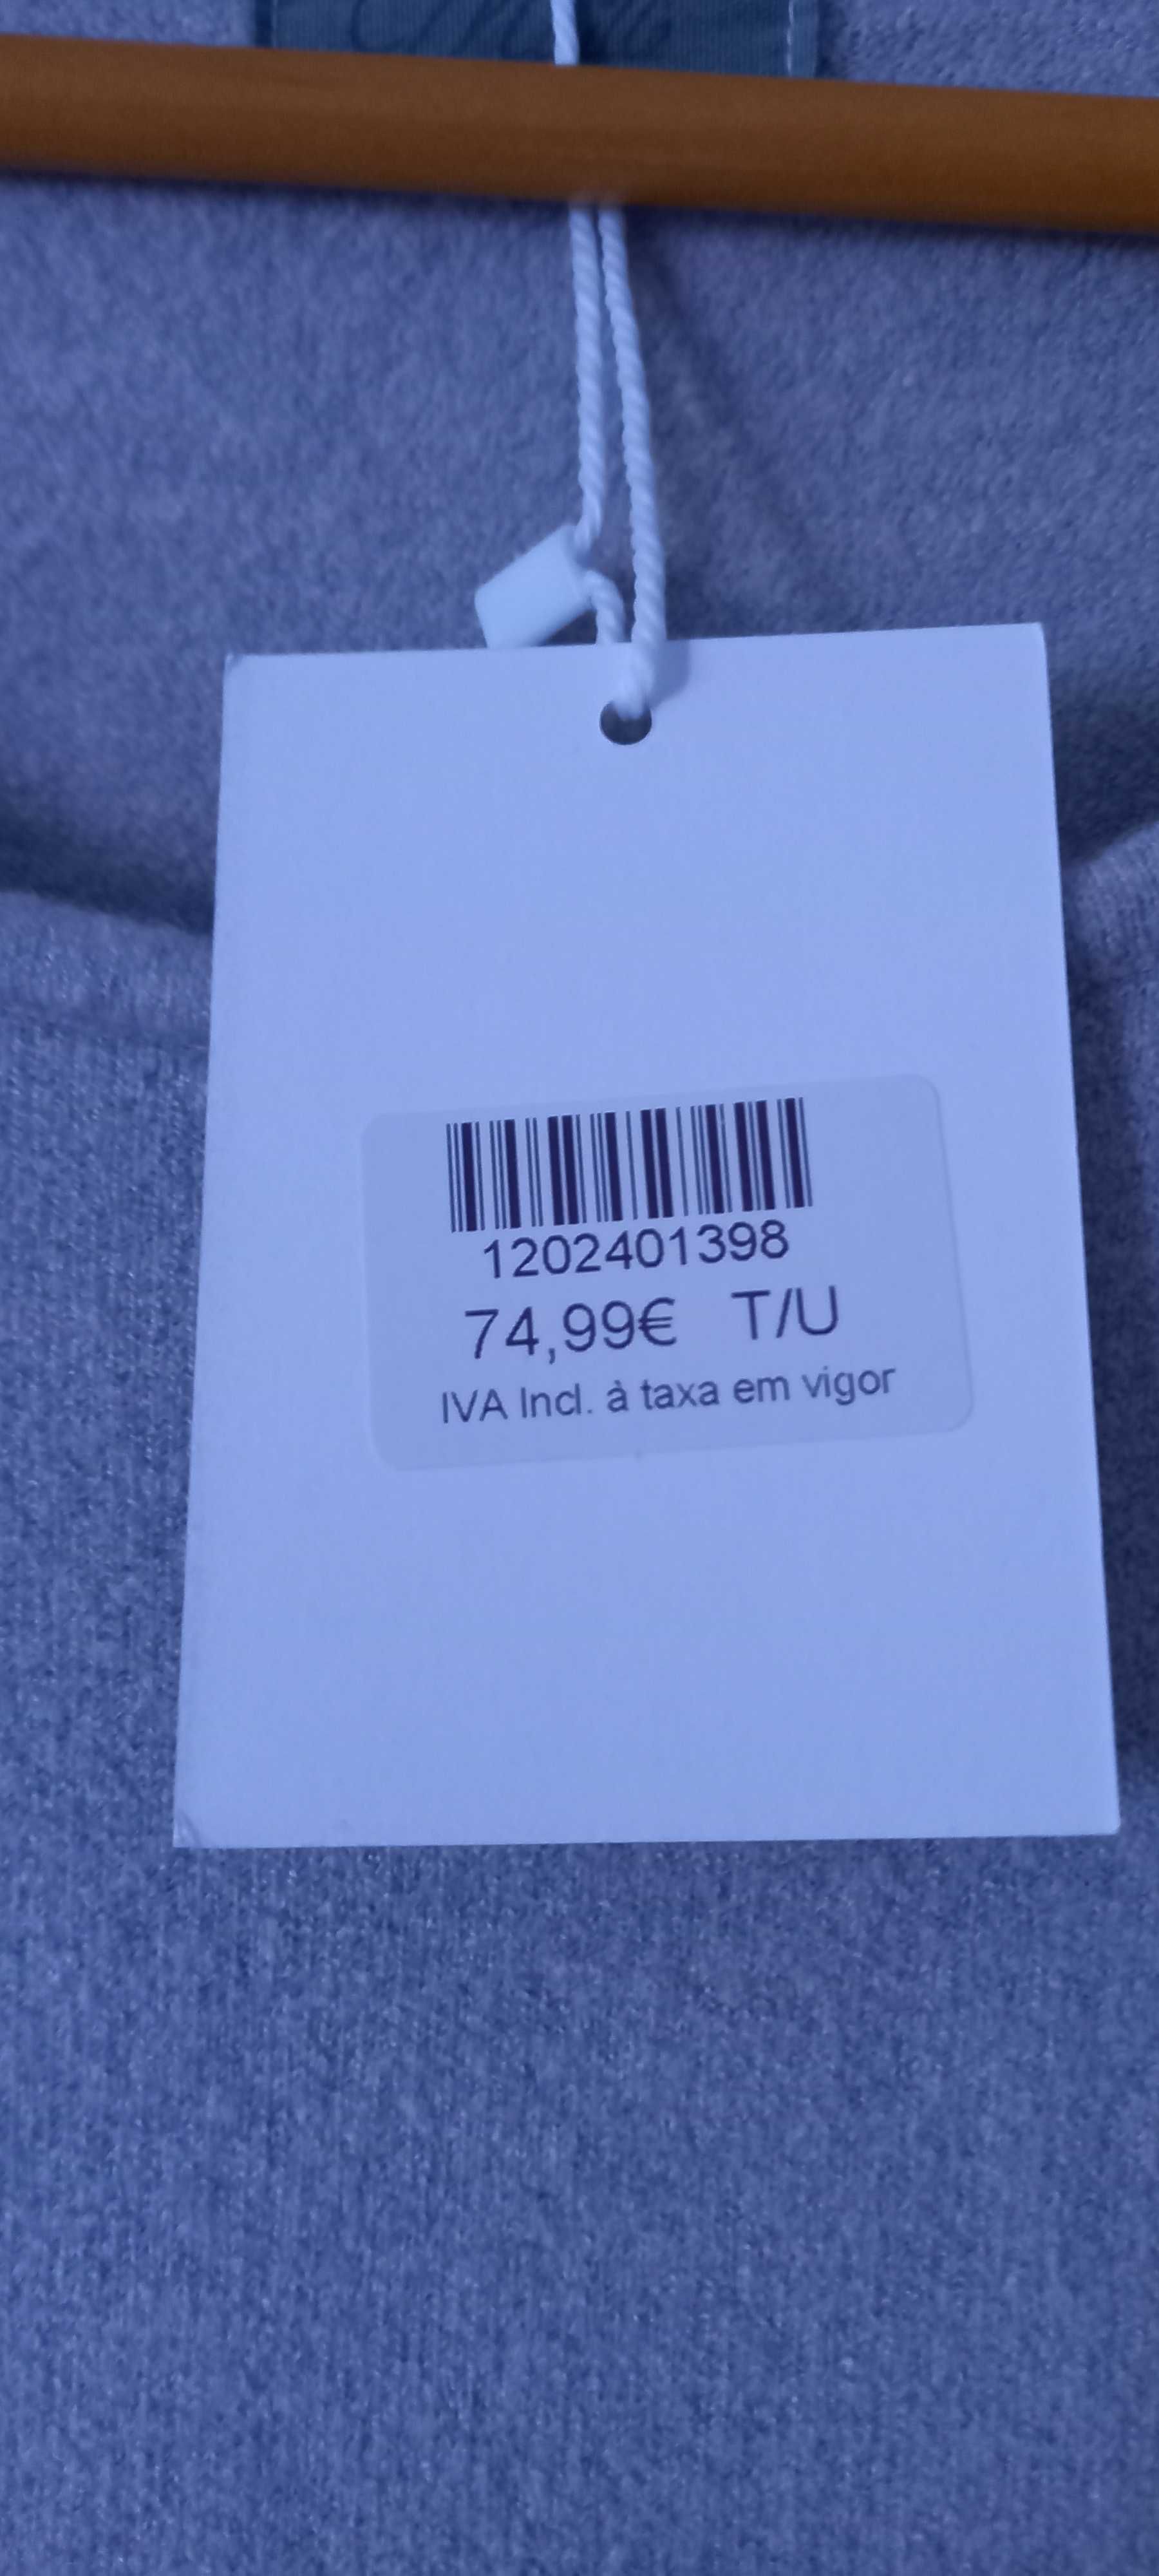 1202401398
74,99€ T/U
IVA Incl. à taxa em vigor